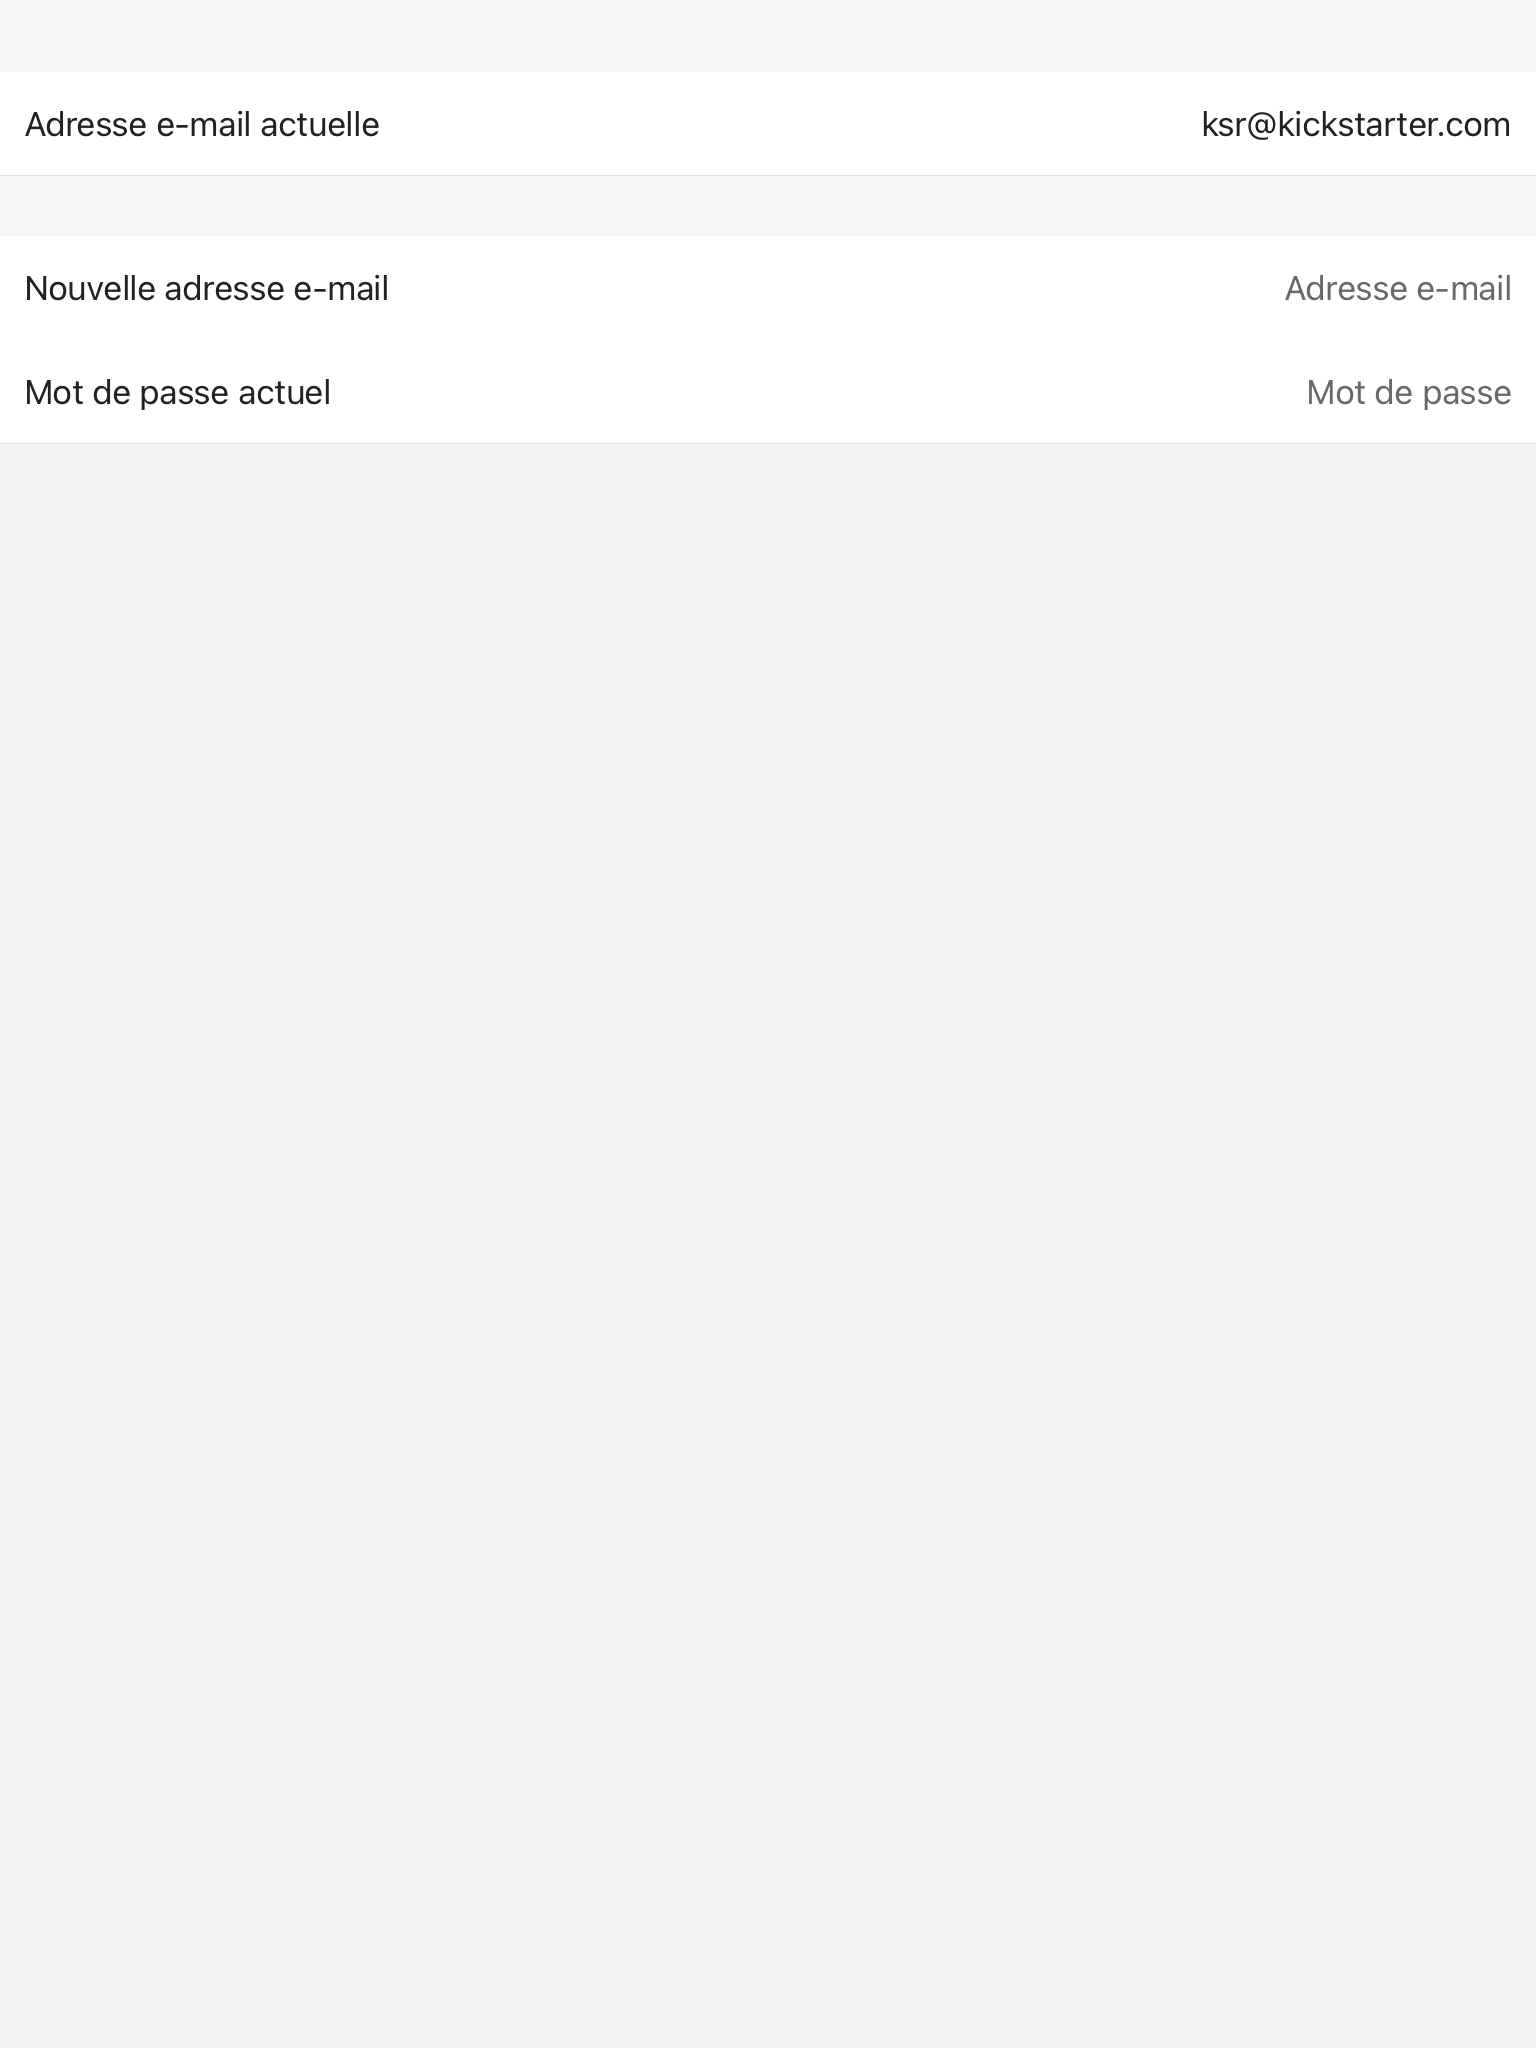 Adresse e-mail actuelle ksr@kickstarter.com
Nouvelle adresse e-mail Adresse e-mail
Mot de passe actuel Mot de passe